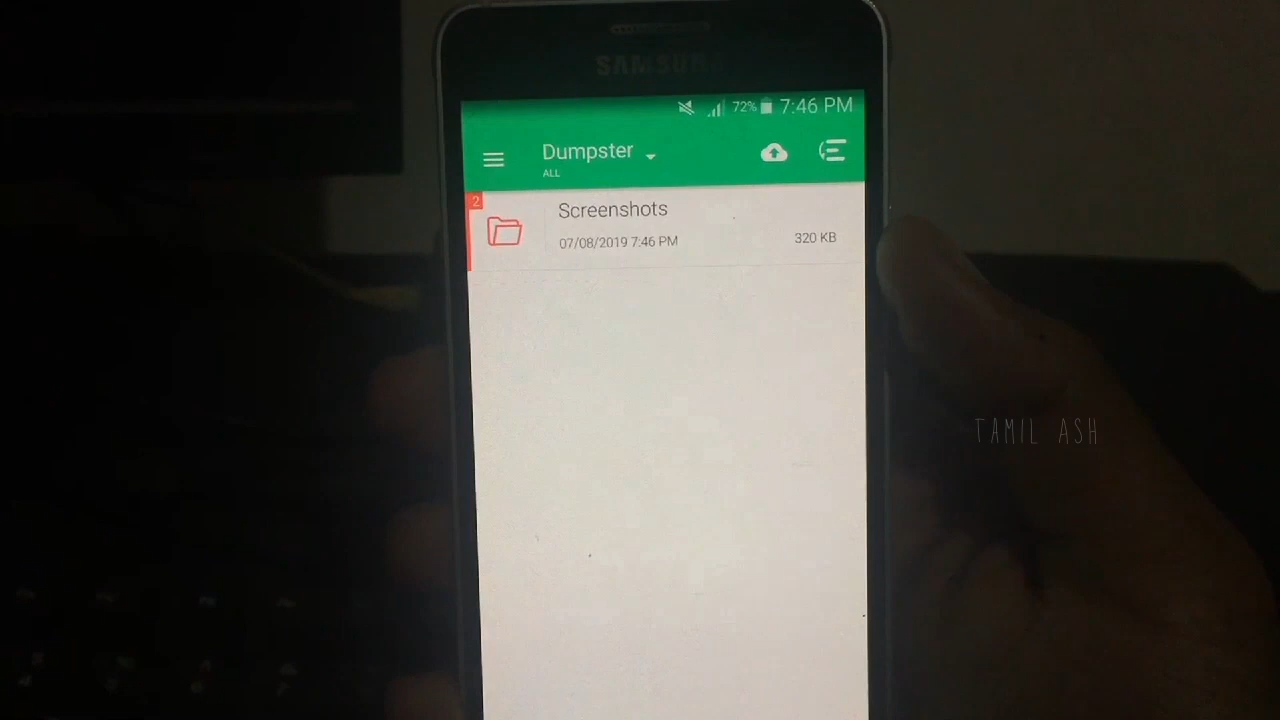 SAMSUNG
72% 7:46 PM
Dumpster
ALL
2
Screenshots
07/08/2019 7:46 PM
320 KB
TAMIL ASH